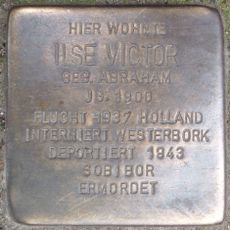 HIER WOHNTE
ILSE VICTOR
GEB. ABRAHAM
JG. 1900
FLUCHT 1937 HOLLAND
INTERNIERT WESTERBORK
DEPORTIERT 1943
SOBIBOR
ERMORDET